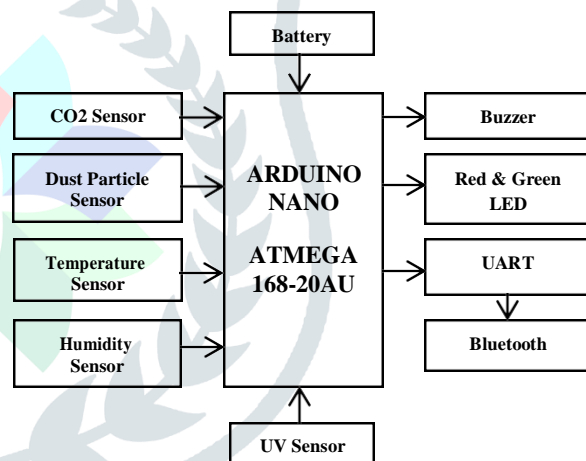 Battery
CO2 Sensor
Dust Particle
Sensor
Temperature
Sensor
Humidity
Sensor
ARDUINO
NANO
ATMEGA
168-20AU
Buzzer
Red & Green
LED
UART
Bluetooth
UV Sensor